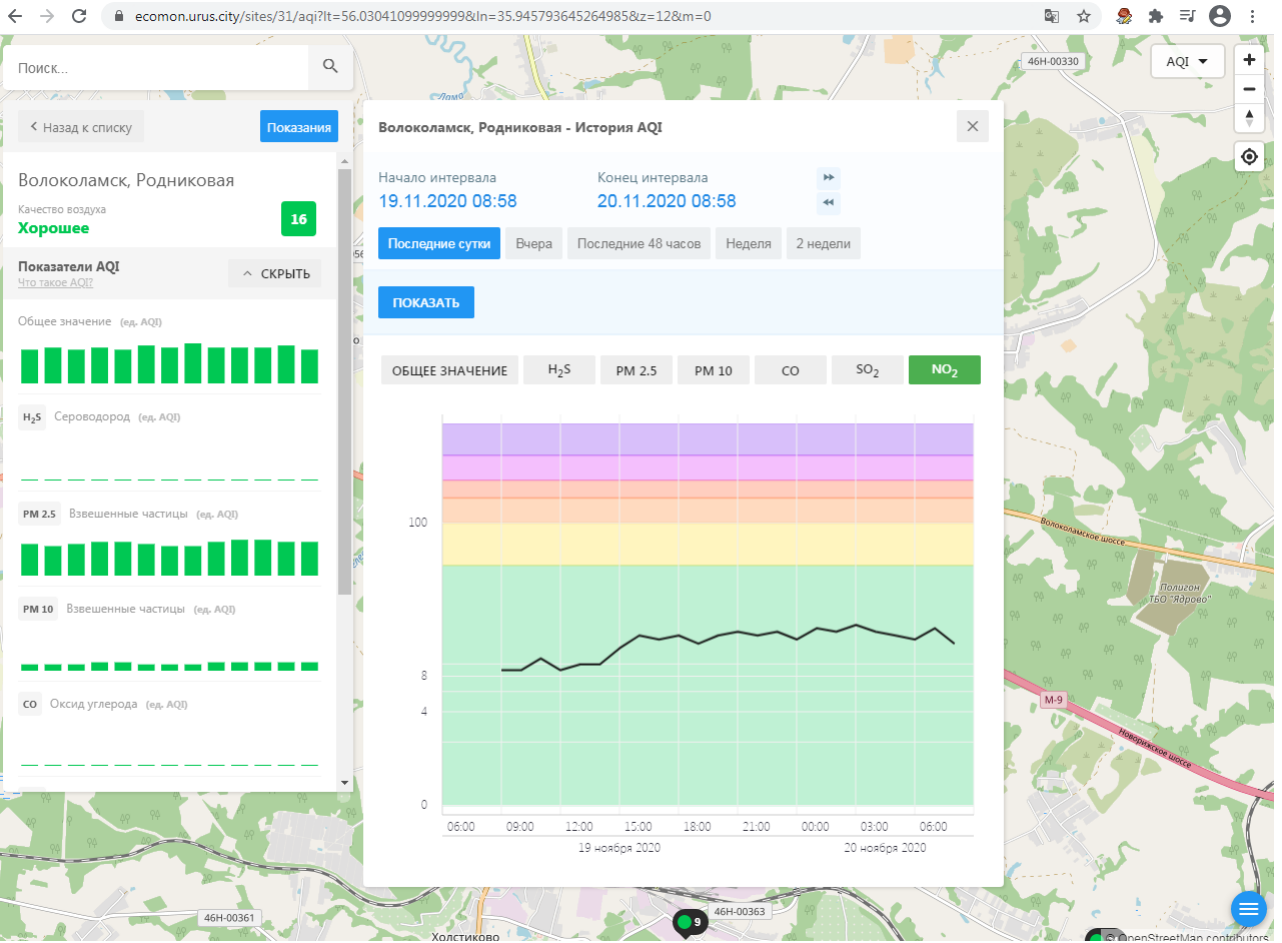 ecomon.urus.city/sites/31/aqi?lt=56.03041099999999&ln=35.945793645264985&z=12&m=0
Поиск...
46Н-00330
AQI
Назад к списку
Показания
Волоколамск, Родниковая - История AQI
Волоколамск, Родниковая
Качество воздуха
Хорошее
16
Начало интервала
Конец интервала
19.11.2020 08:58
20.11.2020 08:58
Последние сутки
Вчера
Последние 48 часов
Неделя
2 недели
Показатели AQI
Что такое AQI?
СКРЫТЬ
ПОКАЗАТЬ
Общее значение (ед. AQI)
ОБЩЕЕ ЗНАЧЕНИЕ
H2S
PM 2.5
PM 10
CO
SO2
NO2
H2S Сероводород (ед. AQI)
PM 2.5 Взвешенные частицы (ед. AQI)
PM 10 Взвешенные частицы (ед. AQI)
CO Оксид углерода (ед. AQI)
100
8
4
0
06:00 09:00 12:00 15:00 18:00 21:00 00:00 03:00 06:00
19 ноября 2020
20 ноября 2020
Волоколамское шоссе
Полигон
ТБО "Ядрово"
М-9
Новорижское шоссе
46Н-00361
46Н-00363
9
Холстиково
© OpenStreetMap contributors